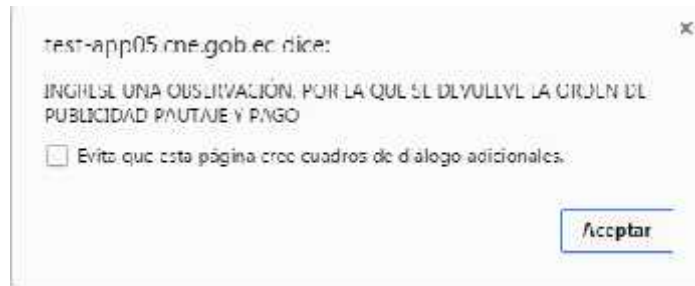 test-app05.cne.gob.ec dice:
INGRESE UNA OBSERVACIÓN, POR LA QUE SE DEVUELVE LA ORDEN DE
PUBLICIDAD PAUTAJE Y PAGO
Evita que esta página cree cuadros de diálogo adicionales.
Aceptar